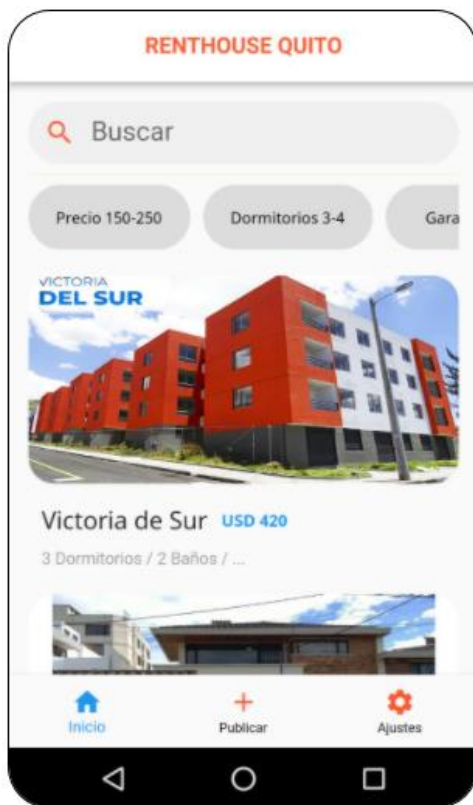 RENTHOUSE QUITO
Buscar
Precio 150-250
Dormitorios 3-4
Gara
VICTORIA
DEL SUR
Victoria de Sur USD 420
3 Dormitorios / 2 Baños / ...
Inicio
Publicar
Ajustes